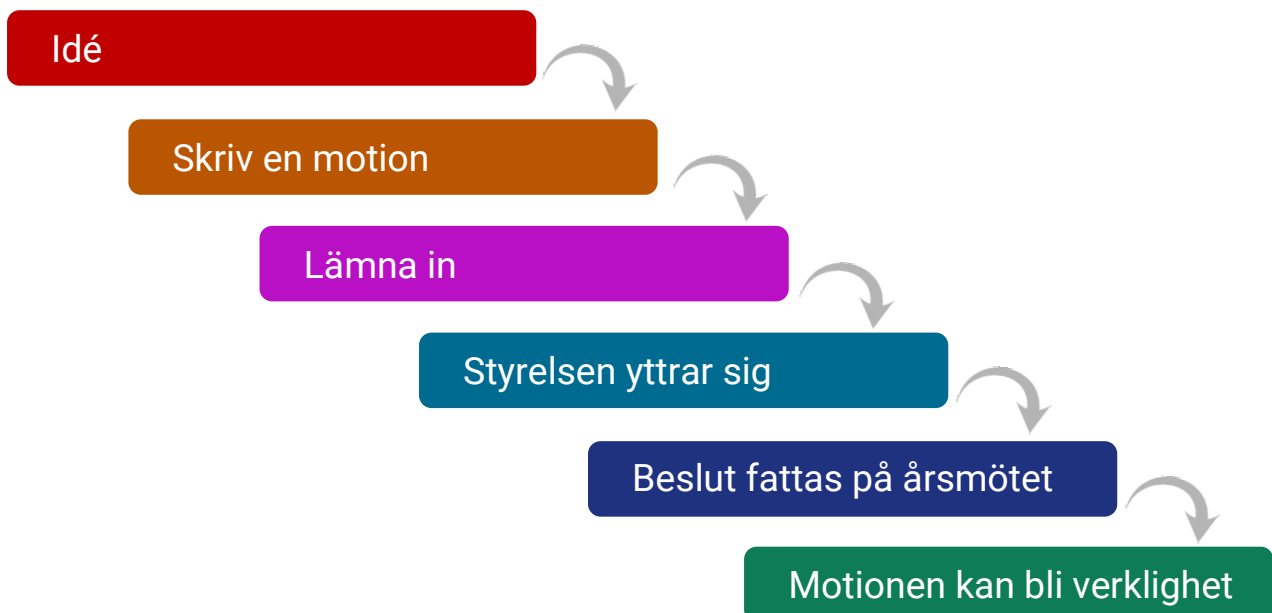 Idé
Skriv en motion
Lämna in
Styrelsen yttrar sig
Beslut fattas på årsmötet
Motionen kan bli verklighet